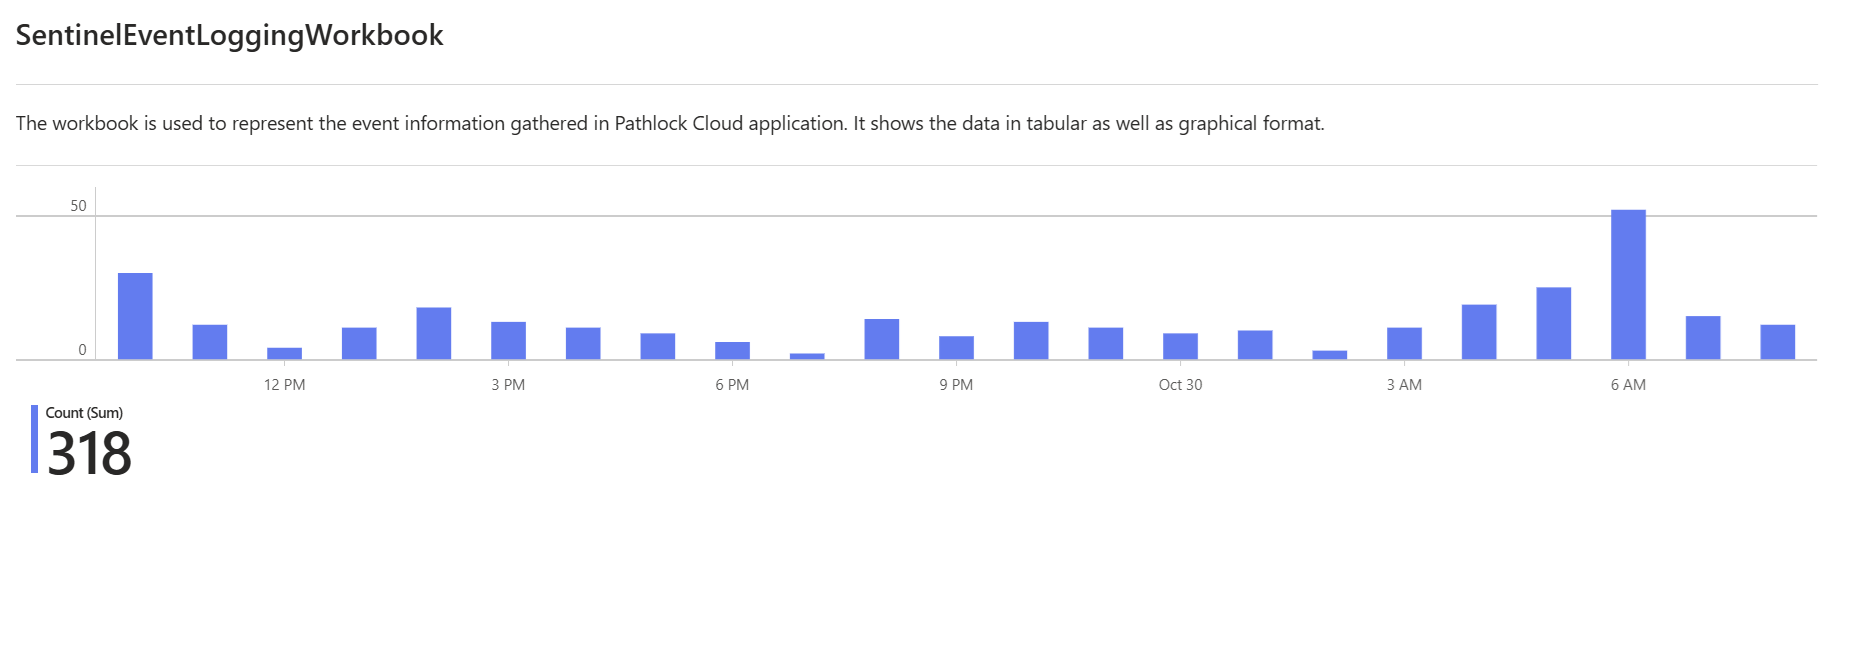 SentinelEventLoggingWorkbook
The workbook is used to represent the event information gathered in Pathlock Cloud application. It shows the data in tabular as well as graphical format.
50
0
12 PM 3 PM 6 PM 9 PM Oct 30 3 AM 6 AM
Count (Sum)
318